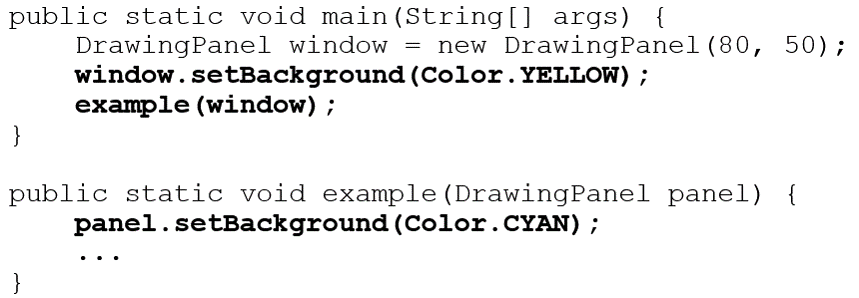 public static void main(String[] args) {
    DrawingPanel window = new DrawingPanel(80, 50);
    window.setBackground(Color.YELLOW);
    example(window);
}

public static void example(DrawingPanel panel) {
    panel.setBackground(Color.CYAN);
    ...
}